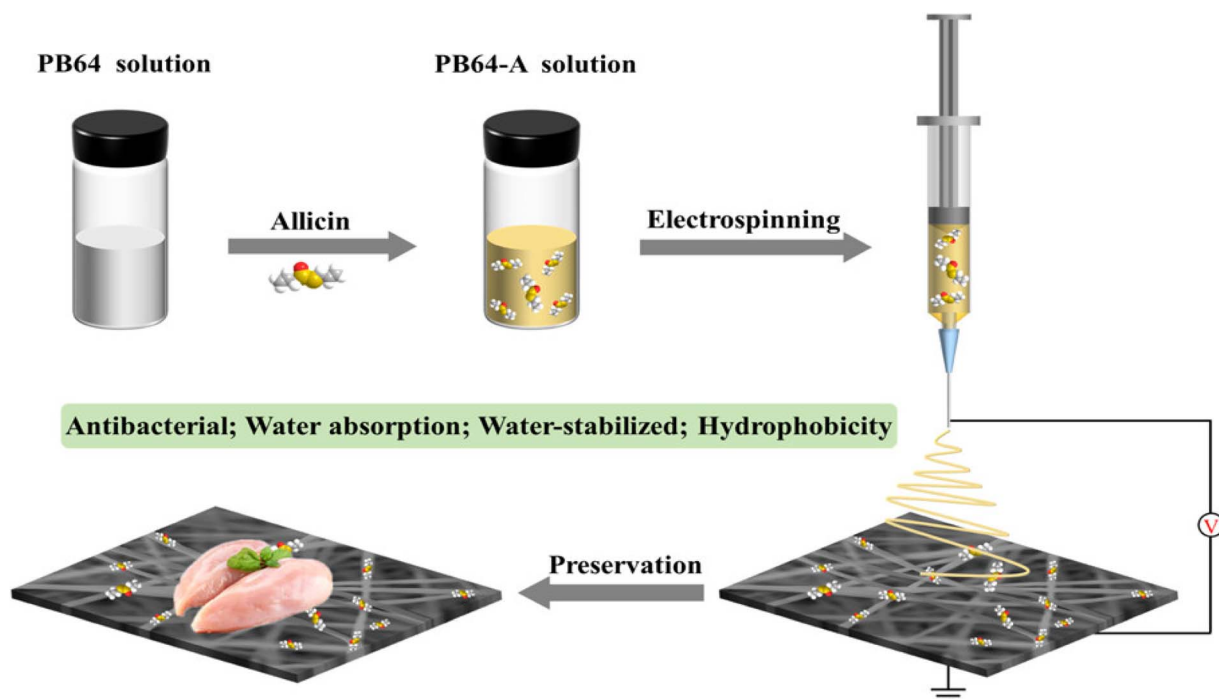 PB64 solution
PB64-A solution
Allicin
Electrospinning
Antibacterial; Water absorption; Water-stabilized; Hydrophobicity
V
Preservation